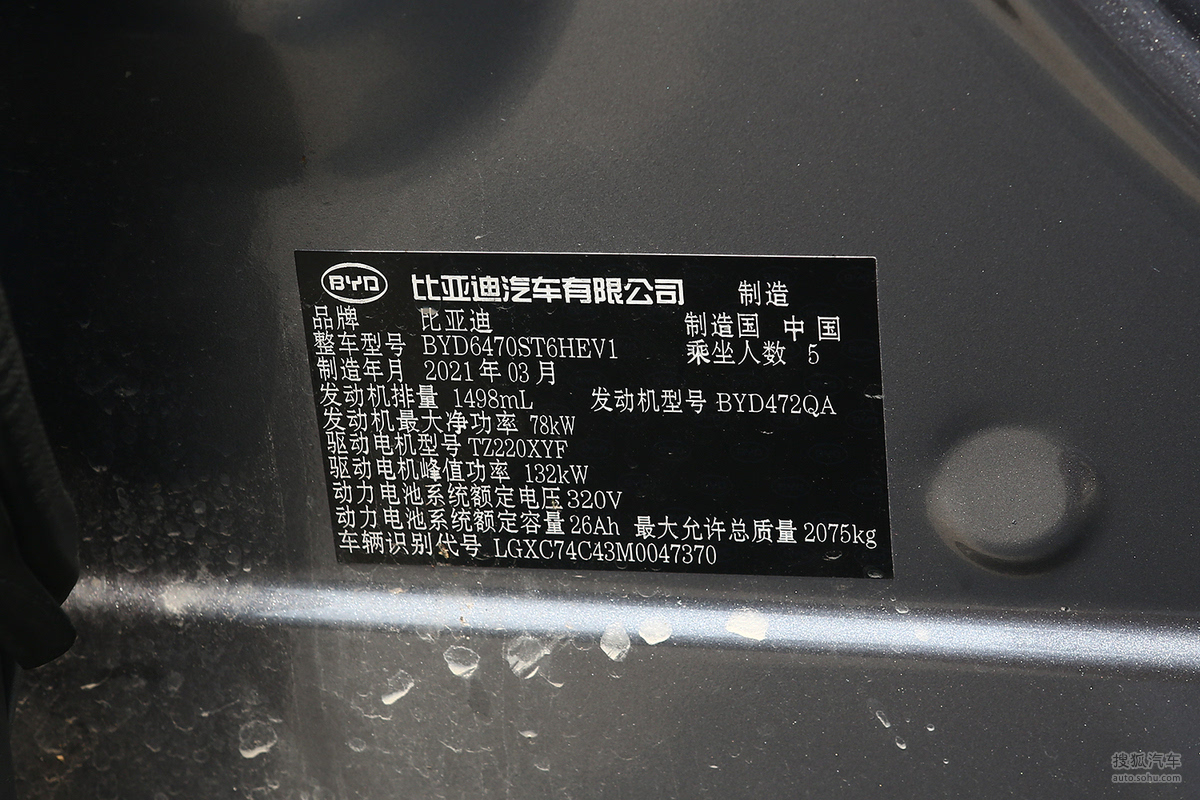 BYD 比亚迪汽车有限公司 制造
品牌 比亚迪 制造国 中国
整车型号 BYD6470ST6HEV1 乘坐人数 5
制造年月 2021年03月
发动机排量 1498mL 发动机型号 BYD472QA
发动机最大净功率 78kW
驱动电机型号 TZ220XYF
驱动电机峰值功率 132kW
动力电池系统额定电压 320V
动力电池系统额定容量 26Ah 最大允许总质量 2075kg
车辆识别代号 LGXC74C43M0047370
搜狐汽车
auto.sohu.com